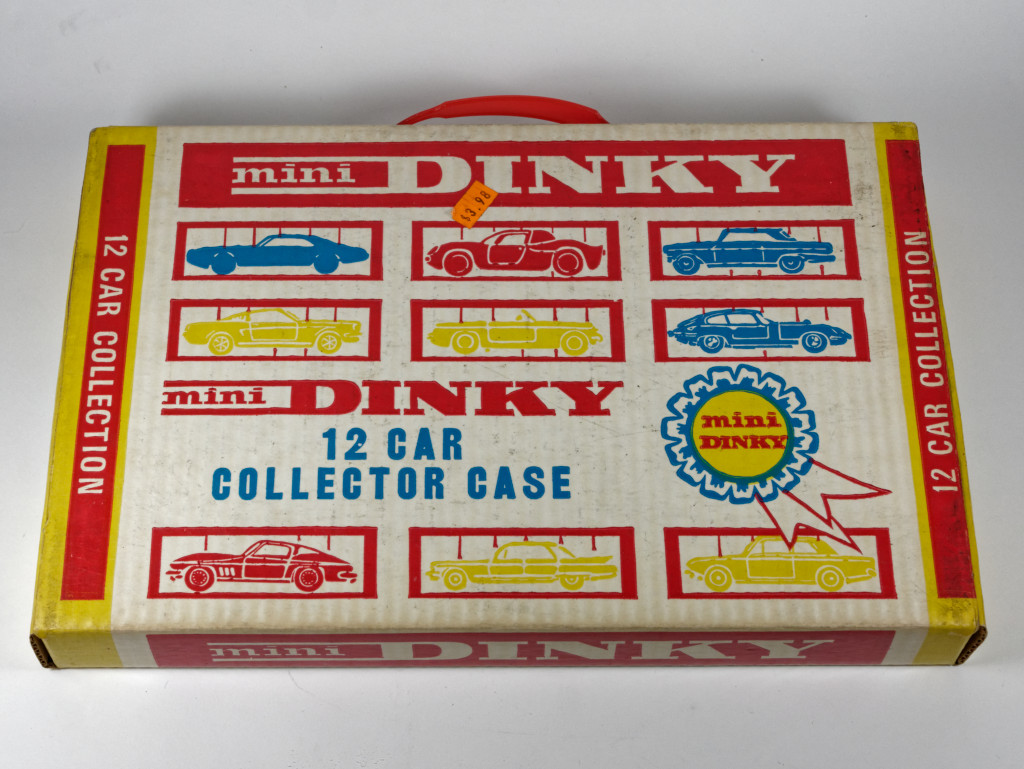 mini DINKY
$3.98
12 CAR COLLECTION
12 CAR COLLECTION
mini DINKY
12 CAR
COLLECTOR CASE
mini
DINKY
mini DINKY